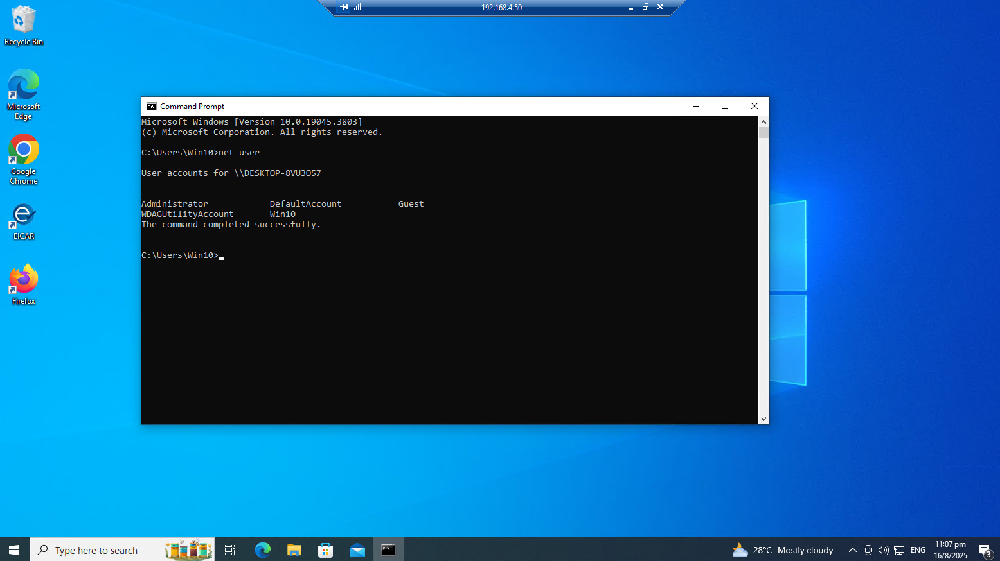 192.168.4.50
Recycle Bin
Microsoft
Edge
Google
Chrome
EICAR
Firefox
Command Prompt
Microsoft Windows [Version 10.0.19045.3803]
(c) Microsoft Corporation. All rights reserved.
C:\Users\Win10>net user
User accounts for \\DESKTOP-8VU3O57
-------------------------------------------------------------------------------
Administrator            DefaultAccount           Guest
WDAGUtilityAccount       Win10
The command completed successfully.
C:\Users\Win10>
Type here to search
28°C Mostly cloudy
ENG
11:07 pm
16/8/2025
3